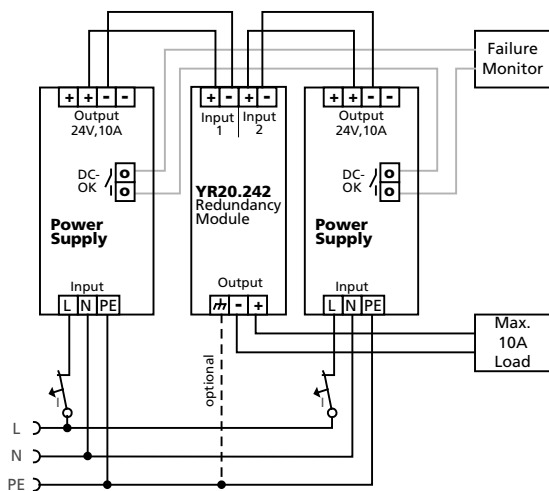 Failure
Monitor
+ + - -
Output
24V,10A
DC-
OK
Power
Supply
Input
L N PE
+ - + -
Input
1
Input
2
YR20.242
Redundancy
Module
Output
- +
optional
+ + - -
Output
24V,10A
DC-
OK
Power
Supply
Input
L N PE
Max.
10A
Load
I
I
L
N
PE